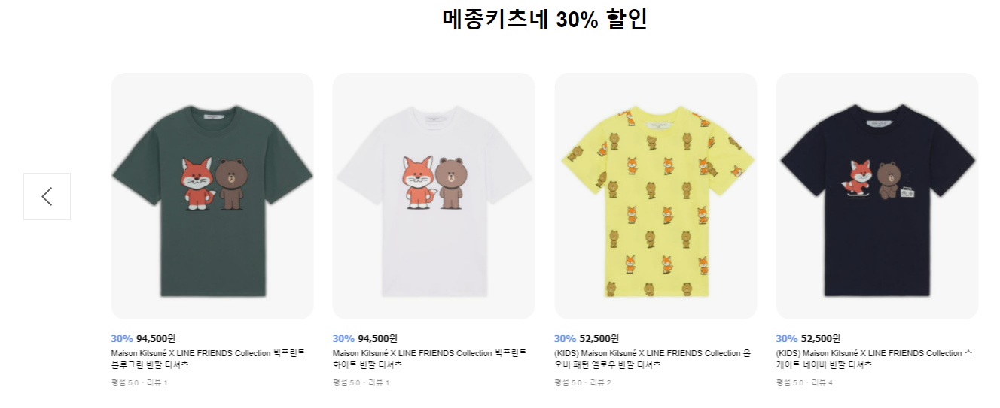 메종키츠네 30% 할인
30% 94,500원
Maison Kitsuné X LINE FRIENDS Collection 빅프린트
블루그린 반팔 티셔츠
평점 5.0 · 리뷰 1
30% 94,500원
Maison Kitsuné X LINE FRIENDS Collection 빅프린트
화이트 반팔 티셔츠
평점 5.0 · 리뷰 1
30% 52,500원
(KIDS) Maison Kitsuné X LINE FRIENDS Collection 올
오버 패턴 옐로우 반팔 티셔츠
평점 5.0 · 리뷰 2
30% 52,500원
(KIDS) Maison Kitsuné X LINE FRIENDS Collection 스
케이트 네이비 반팔 티셔츠
평점 5.0 · 리뷰 4